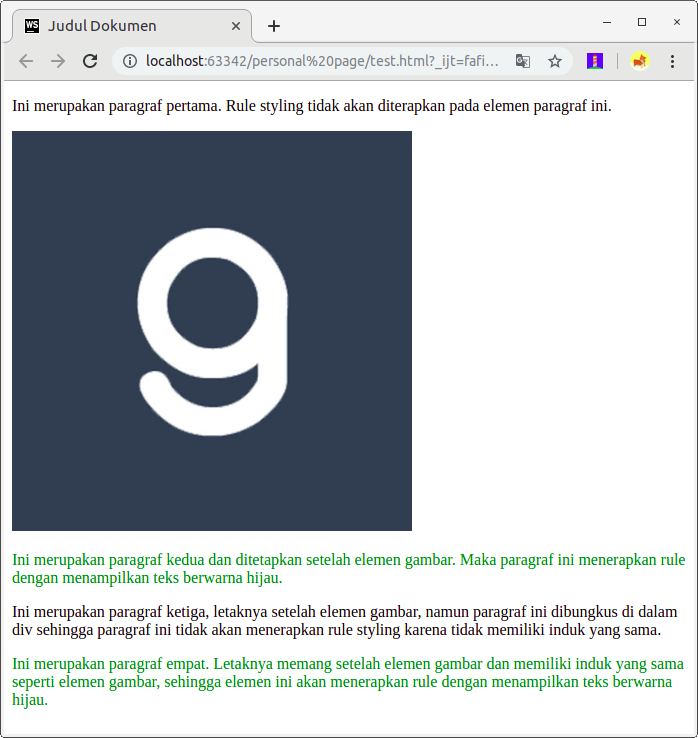 WS Judul Dokumen
localhost:63342/personal%20page/test.html?_ijt=fafi…
Ini merupakan paragraf pertama. Rule styling tidak akan diterapkan pada elemen paragraf ini.
g
Ini merupakan paragraf kedua dan ditetapkan setelah elemen gambar. Maka paragraf ini menerapkan rule
dengan menampilkan teks berwarna hijau.
Ini merupakan paragraf ketiga, letaknya setelah elemen gambar, namun paragraf ini dibungkus di dalam
div sehingga paragraf ini tidak akan menerapkan rule styling karena tidak memiliki induk yang sama.
Ini merupakan paragraf empat. Letaknya memang setelah elemen gambar dan memiliki induk yang sama
seperti elemen gambar, sehingga elemen ini akan menerapkan rule dengan menampilkan teks berwarna
hijau.